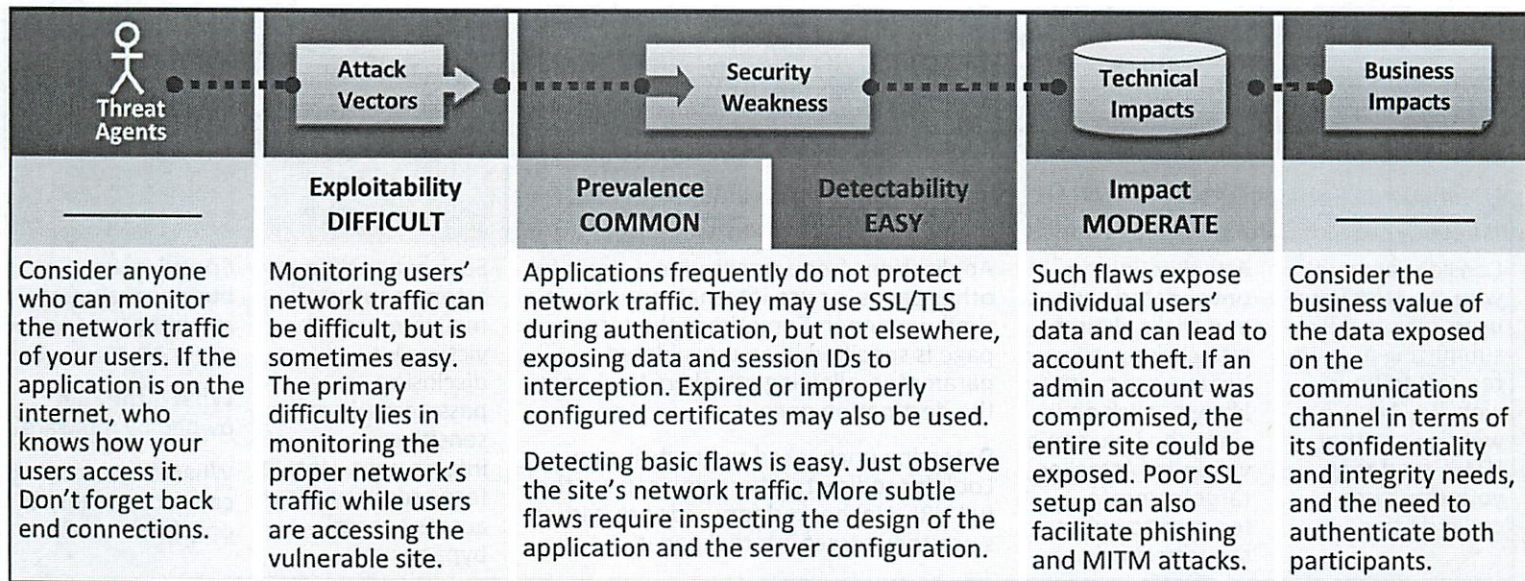 Threat
Agents
Attack
Vectors
Security
Weakness
Technical
Impacts
Business
Impacts
Exploitability
DIFFICULT
Prevalence
COMMON
Detectability
EASY
Impact
MODERATE
Consider anyone
who can monitor
the network traffic
of your users. If the
application is on the
internet, who
knows how your
users access it.
Don't forget back
end connections.
Monitoring users'
network traffic can
be difficult, but is
sometimes easy.
The primary
difficulty lies in
monitoring the
proper network's
traffic while users
are accessing the
vulnerable site.
Applications frequently do not protect
network traffic. They may use SSL/TLS
during authentication, but not elsewhere,
exposing data and session IDs to
interception. Expired or improperly
configured certificates may also be used.
Detecting basic flaws is easy. Just observe
the site's network traffic. More subtle
flaws require inspecting the design of the
application and the server configuration.
Such flaws expose
individual users'
data and can lead to
account theft. If an
admin account was
compromised, the
entire site could be
exposed. Poor SSL
setup can also
facilitate phishing
and MITM attacks.
Consider the
business value of
the data exposed
on the
communications
channel in terms of
its confidentiality
and integrity needs,
and the need to
authenticate both
participants.